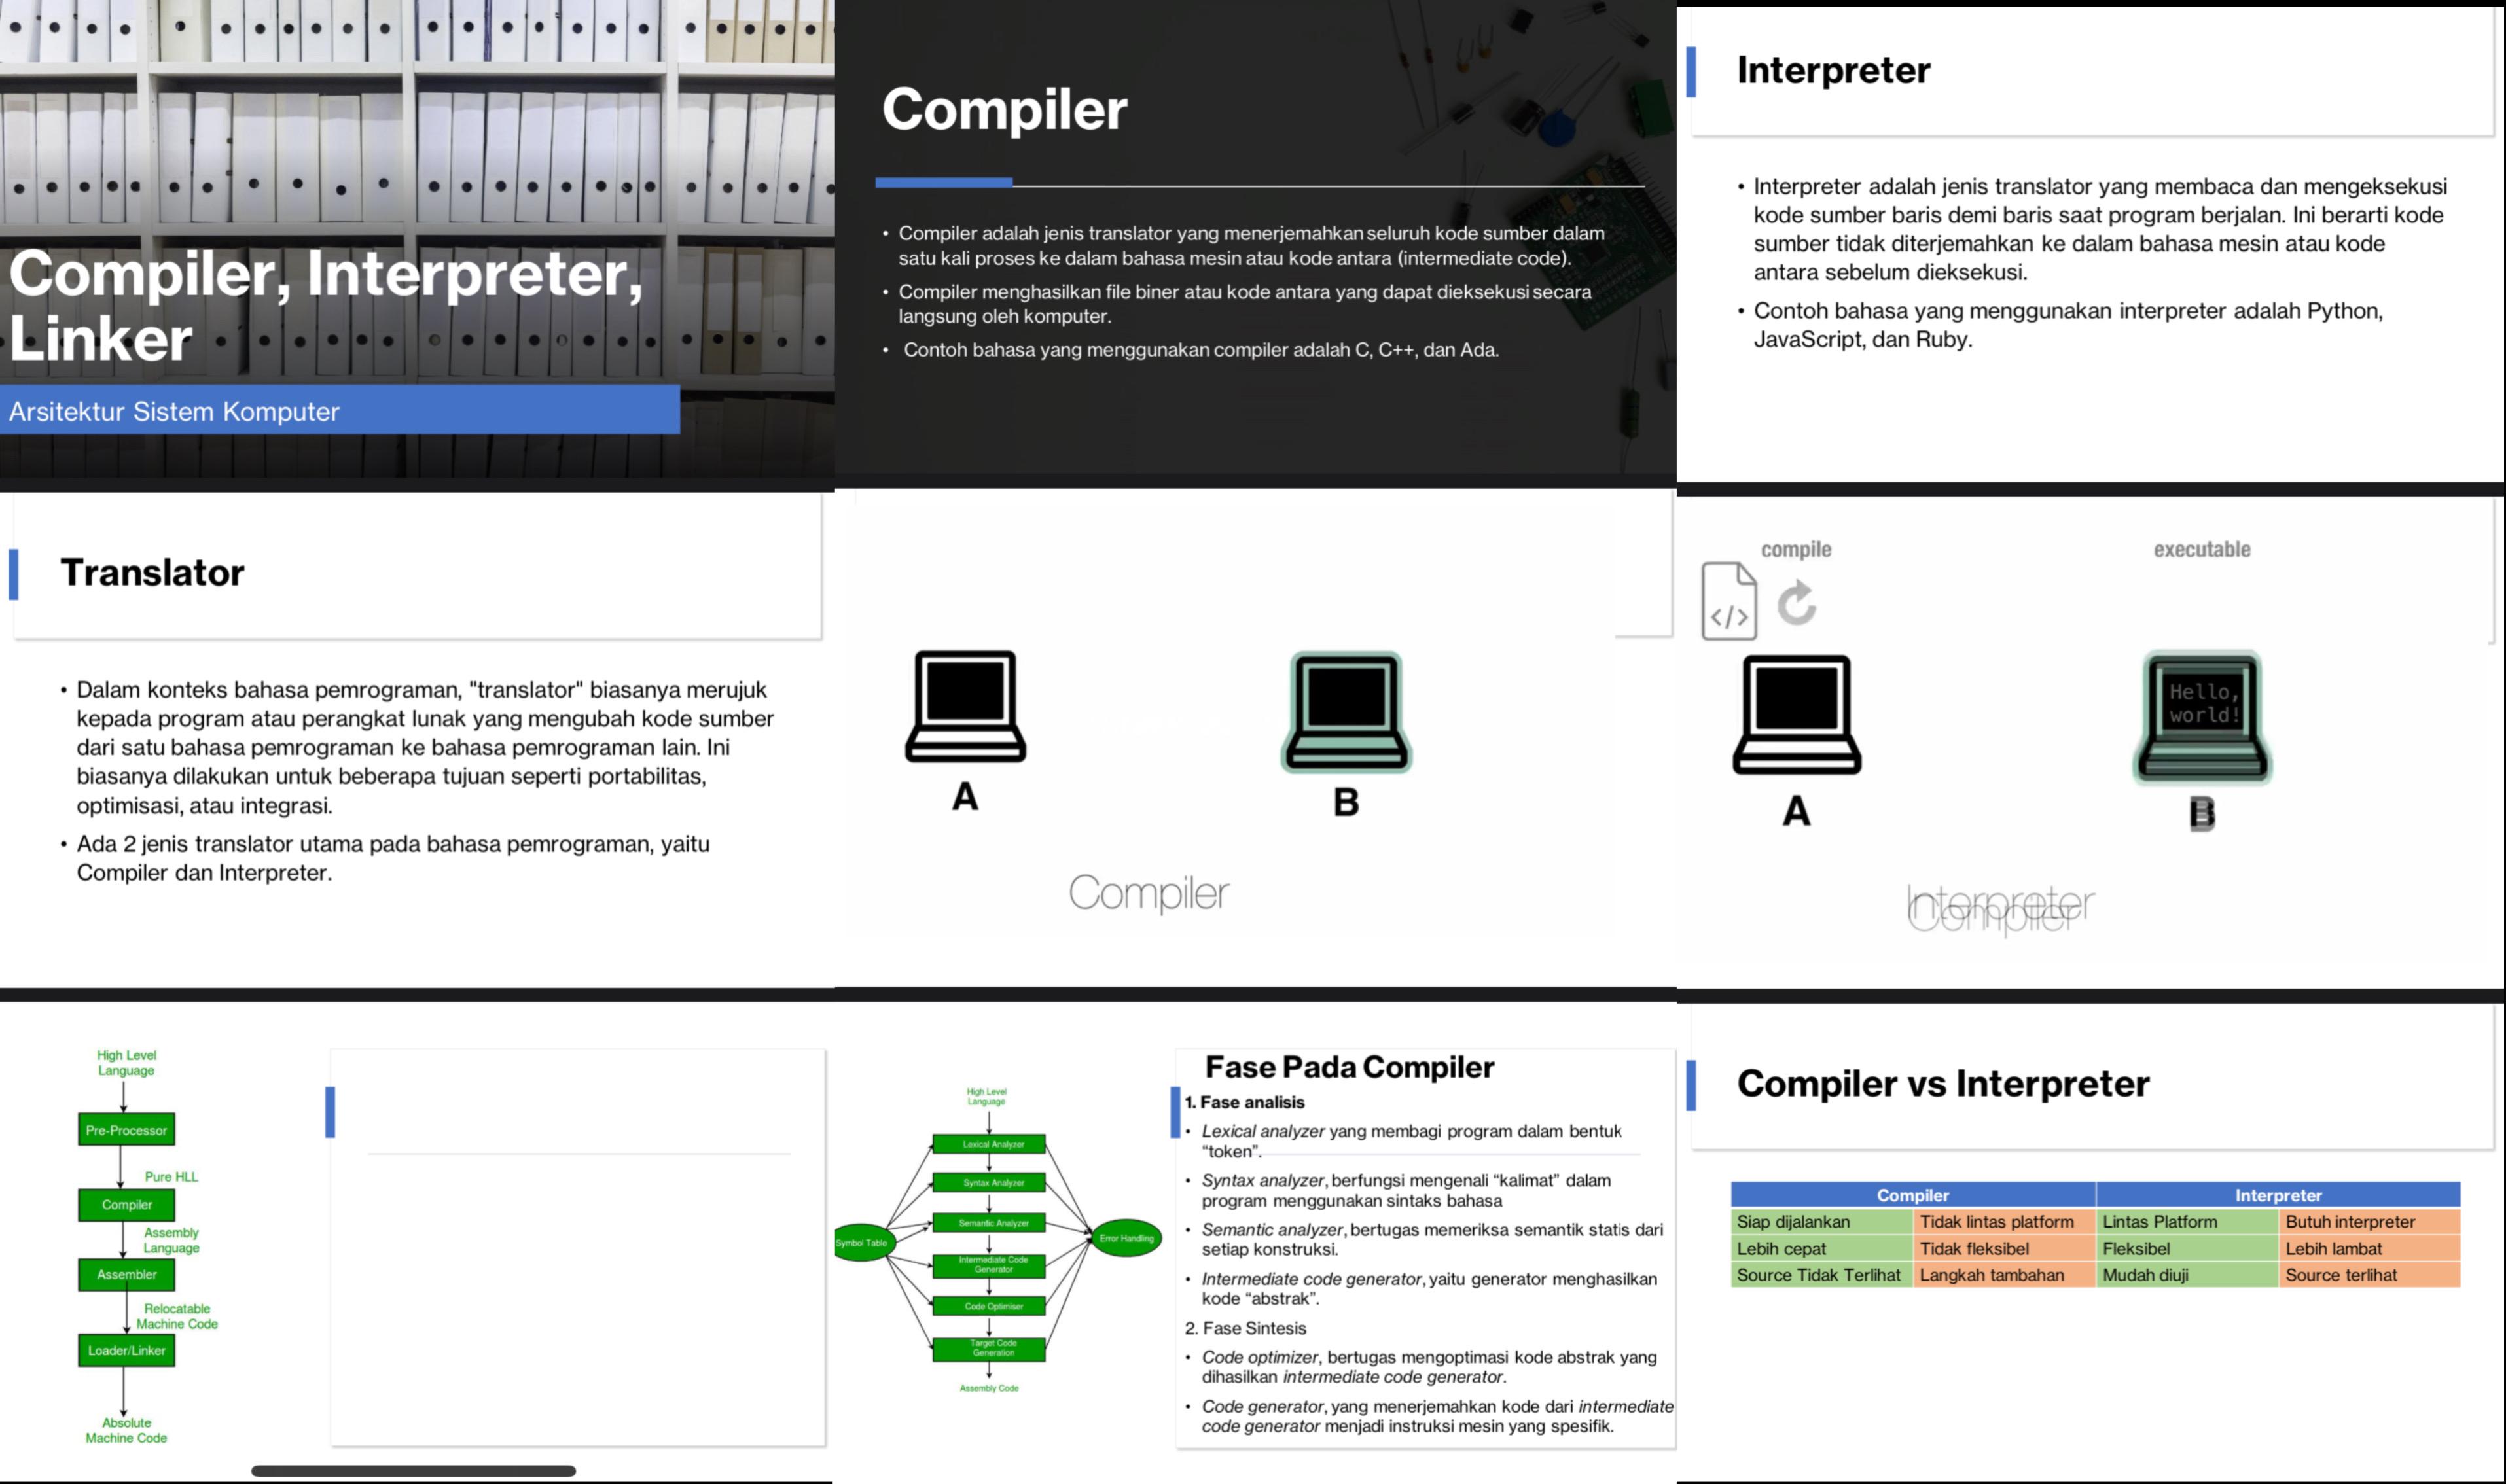 Compiler, Interpreter,
Linker
Arsitektur Sistem Komputer
Compiler
• Compiler adalah jenis translator yang menerjemahkan seluruh kode sumber dalam
satu kali proses ke dalam bahasa mesin atau kode antara (intermediate code).
• Compiler menghasilkan file biner atau kode antara yang dapat dieksekusi secara
langsung oleh komputer.
• Contoh bahasa yang menggunakan compiler adalah C, C++, dan Ada.
Interpreter
• Interpreter adalah jenis translator yang membaca dan mengeksekusi
kode sumber baris demi baris saat program berjalan. Ini berarti kode
sumber tidak diterjemahkan ke dalam bahasa mesin atau kode
antara sebelum dieksekusi.
• Contoh bahasa yang menggunakan interpreter adalah Python,
JavaScript, dan Ruby.
Translator
• Dalam konteks bahasa pemrograman, "translator" biasanya merujuk
kepada program atau perangkat lunak yang mengubah kode sumber
dari satu bahasa pemrograman ke bahasa pemrograman lain. Ini
biasanya dilakukan untuk beberapa tujuan seperti portabilitas,
optimisasi, atau integrasi.
• Ada 2 jenis translator utama pada bahasa pemrograman, yaitu
Compiler dan Interpreter.
A
B
Compiler
compile
executable
</>
Hello,
world!
A
B
Interpreter
Compiler
High Level
Language
Pre-Processor
Pure HLL
Compiler
Assembly
Language
Assembler
Relocatable
Machine Code
Loader/Linker
Absolute
Machine Code
High Level
Language
Lexical Analyzer
Syntax Analyzer
Semantic Analyzer
Symbol Table
Error Handling
Intermediate Code
Generator
Code Optimiser
Target Code
Generation
Assembly Code
Fase Pada Compiler
1. Fase analisis
• Lexical analyzer yang membagi program dalam bentuk
“token”.
• Syntax analyzer, berfungsi mengenali “kalimat” dalam
program menggunakan sintaks bahasa
• Semantic analyzer, bertugas memeriksa semantik statis dari
setiap konstruksi.
• Intermediate code generator, yaitu generator menghasilkan
kode “abstrak”.
2. Fase Sintesis
• Code optimizer, bertugas mengoptimasi kode abstrak yang
dihasilkan intermediate code generator.
• Code generator, yang menerjemahkan kode dari intermediate
code generator menjadi instruksi mesin yang spesifik.
Compiler vs Interpreter
Compiler Interpreter
Siap dijalankan Tidak lintas platform Lintas Platform Butuh interpreter
Lebih cepat Tidak fleksibel Fleksibel Lebih lambat
Source Tidak Terlihat Langkah tambahan Mudah diuji Source terlihat